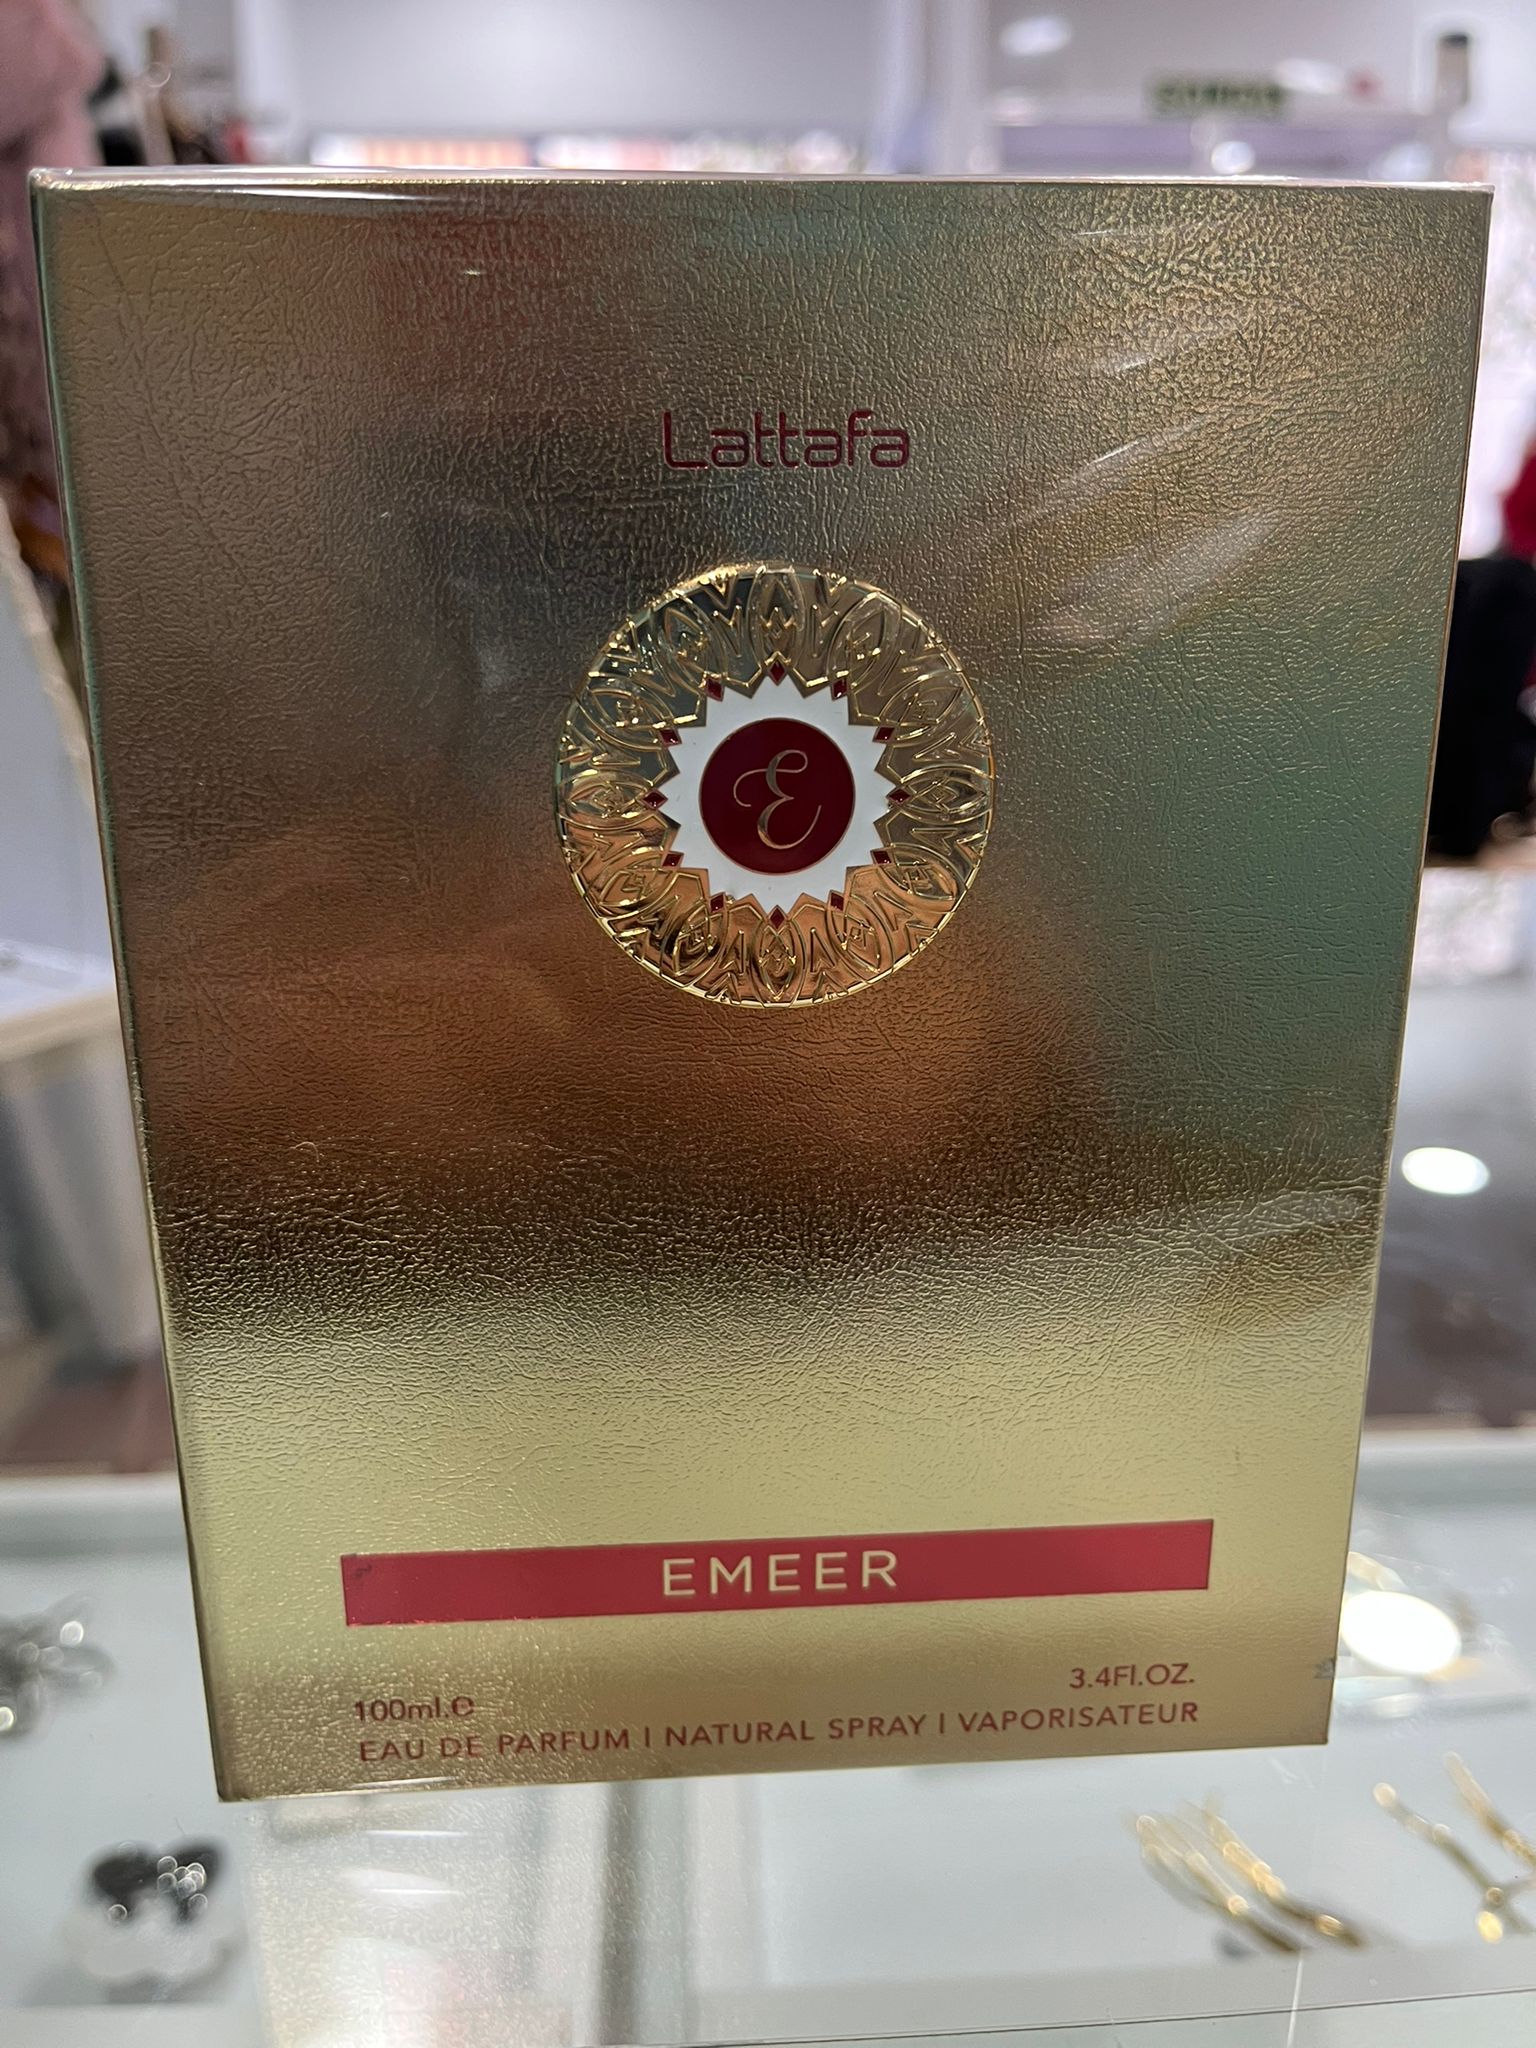 Lattafa
E
EMEER
100ml.e
3.4Fl.OZ.
EAU DE PARFUM | NATURAL SPRAY | VAPORISATEUR